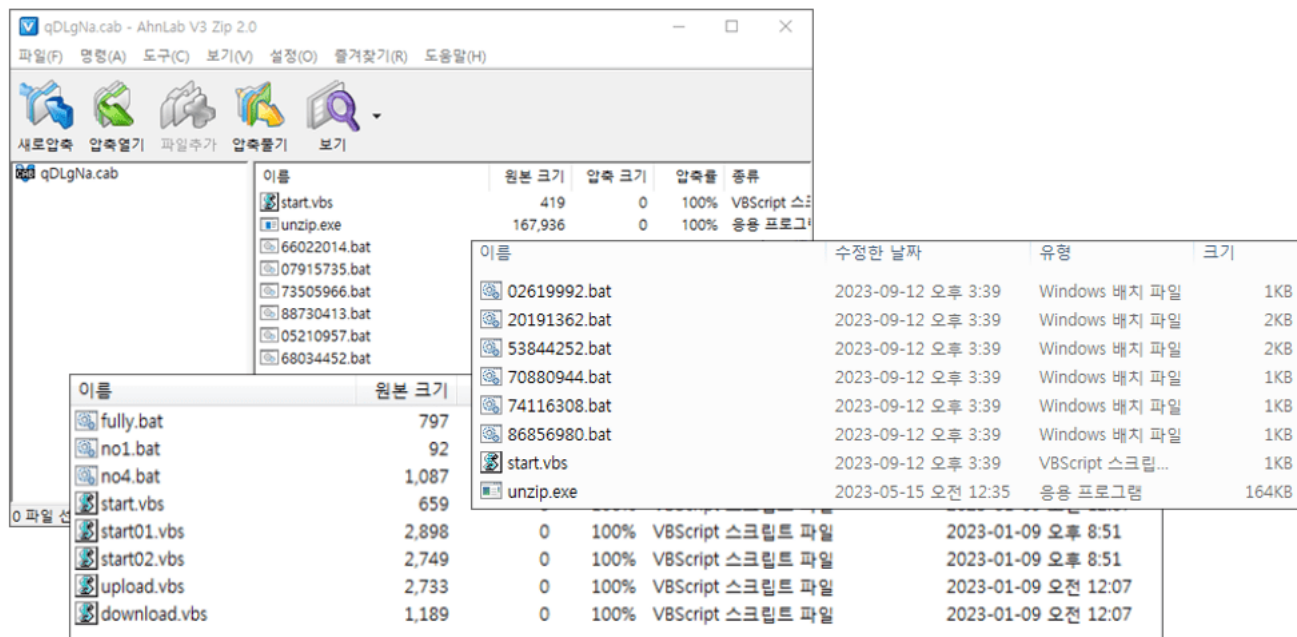 qDLgNa.cab - AhnLab V3 Zip 2.0
파일(F) 명령(A) 도구(C) 보기(V) 설정(O) 즐겨찾기(R) 도움말(H)
새로압축 압축열기 파일추가 압축풀기 보기
qDLgNa.cab
이름 원본 크기 압축 크기 압축률 종류
start.vbs 419 0 100% VBScript
unzip.exe 167,936 0 100% 응용 프로그
66022014.bat
07915735.bat
73505966.bat
88730413.bat
05210957.bat
68034452.bat
0 파일
이름 수정한 날짜 유형 크기
02619992.bat 2023-09-12 오후 3:39 Windows 배치 파일 1KB
20191362.bat 2023-09-12 오후 3:39 Windows 배치 파일 2KB
53844252.bat 2023-09-12 오후 3:39 Windows 배치 파일 2KB
70880944.bat 2023-09-12 오후 3:39 Windows 배치 파일 1KB
74116308.bat 2023-09-12 오후 3:39 Windows 배치 파일 1KB
86856980.bat 2023-09-12 오후 3:39 Windows 배치 파일 1KB
start.vbs 2023-09-12 오후 3:39 VBScript 스크립... 1KB
unzip.exe 2023-05-15 오전 12:35 응용 프로그램 164KB
이름 원본 크기
fully.bat 797
no1.bat 92
no4.bat 1,087
start.vbs 659
start01.vbs 2,898 0 100% VBScript 스크립트 파일 2023-01-09 오후 8:51
start02.vbs 2,749 0 100% VBScript 스크립트 파일 2023-01-09 오후 8:51
upload.vbs 2,733 0 100% VBScript 스크립트 파일 2023-01-09 오전 12:07
download.vbs 1,189 0 100% VBScript 스크립트 파일 2023-01-09 오전 12:07